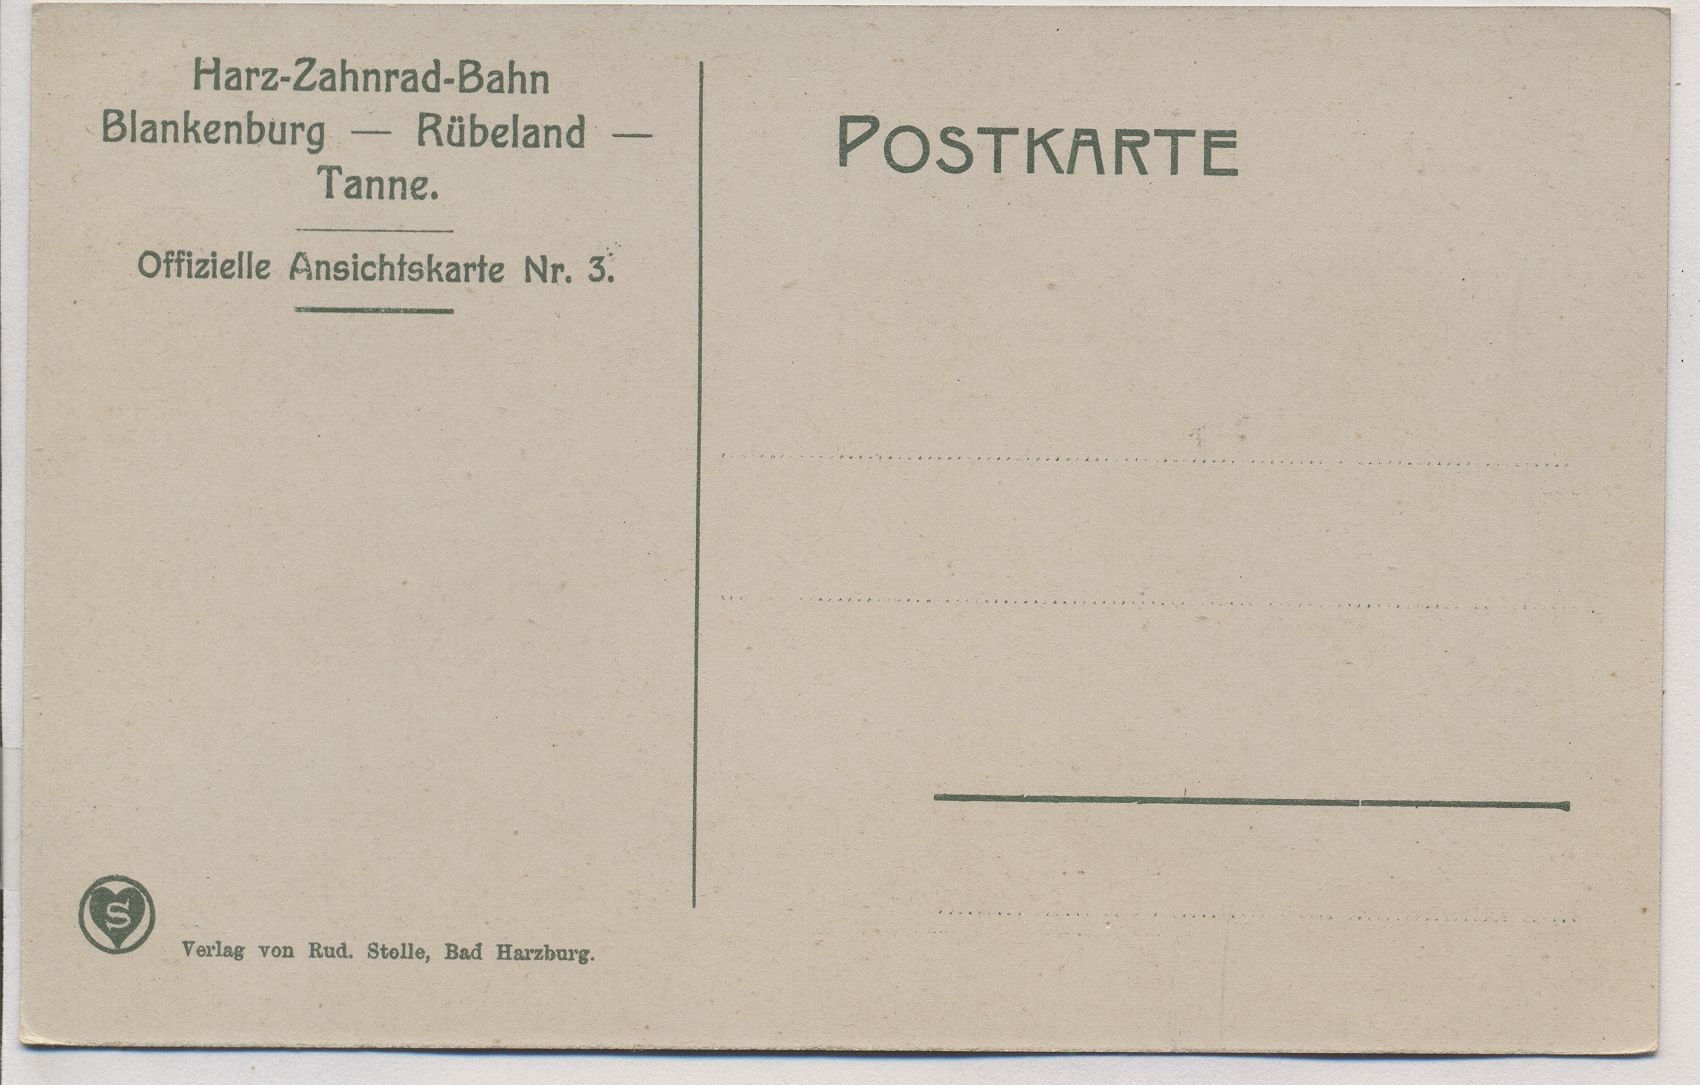 Harz-Zahnrad-Bahn
Blankenburg — Rübeland —
Tanne.
Offizielle Ansichtskarte Nr. 3.
POSTKARTE
S
Verlag von Rud. Stolle, Bad Harzburg.